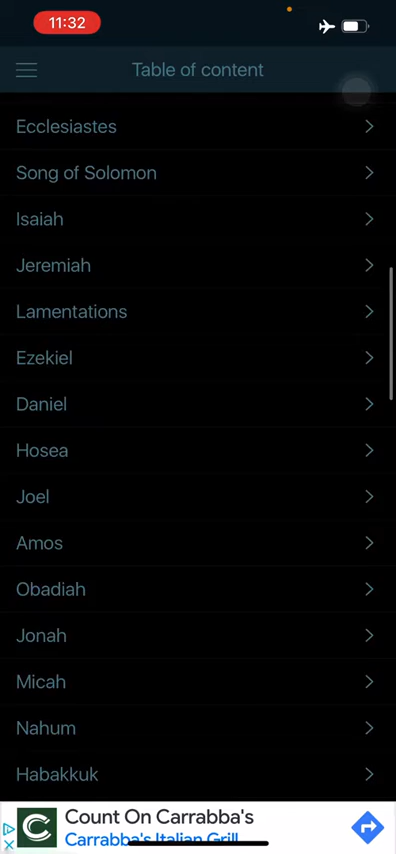 11:32
Table of content
Ecclesiastes
Song of Solomon
Isaiah
Jeremiah
Lamentations
Ezekiel
Daniel
Hosea
Joel
Amos
Obadiah
Jonah
Micah
Nahum
Habakkuk
Count On Carrabba's
Carrabba's Italian Grill